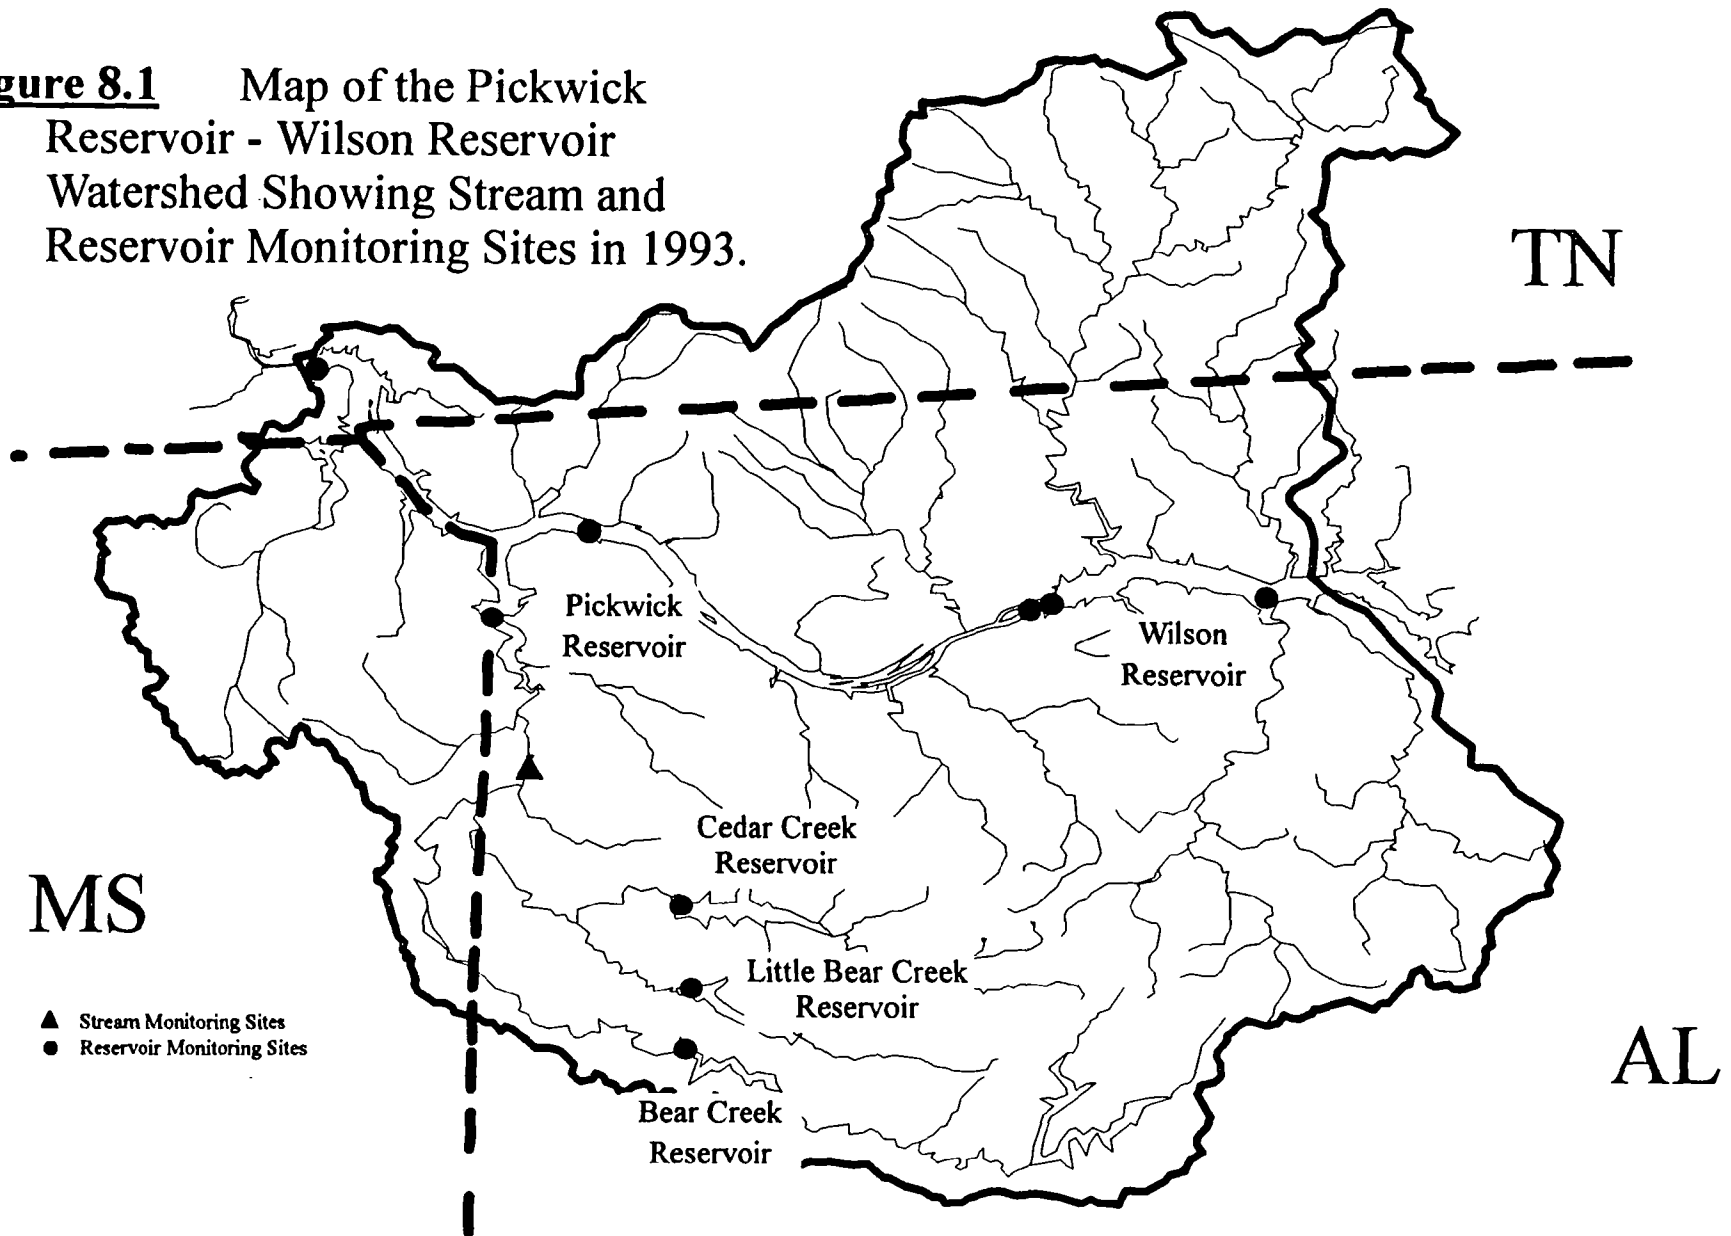 gure 8.1 Map of the Pickwick
Reservoir - Wilson Reservoir
Watershed Showing Stream and
Reservoir Monitoring Sites in 1993.
TN
Pickwick
Reservoir
Wilson
Reservoir
Cedar Creek
Reservoir
MS
Little Bear Creek
Reservoir
Stream Monitoring Sites
Reservoir Monitoring Sites
AL
Bear Creek
Reservoir